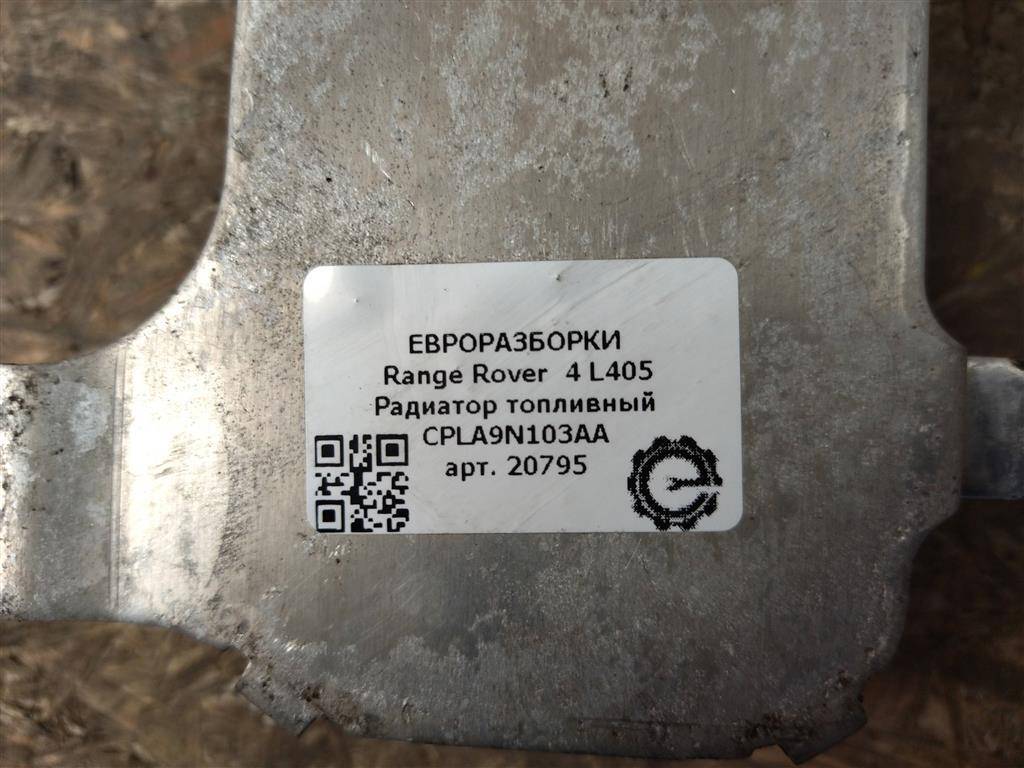 ЕВРОРАЗБОРКИ
Range Rover 4 L405
Радиатор топливный
CPLA9N103AA
арт. 20795